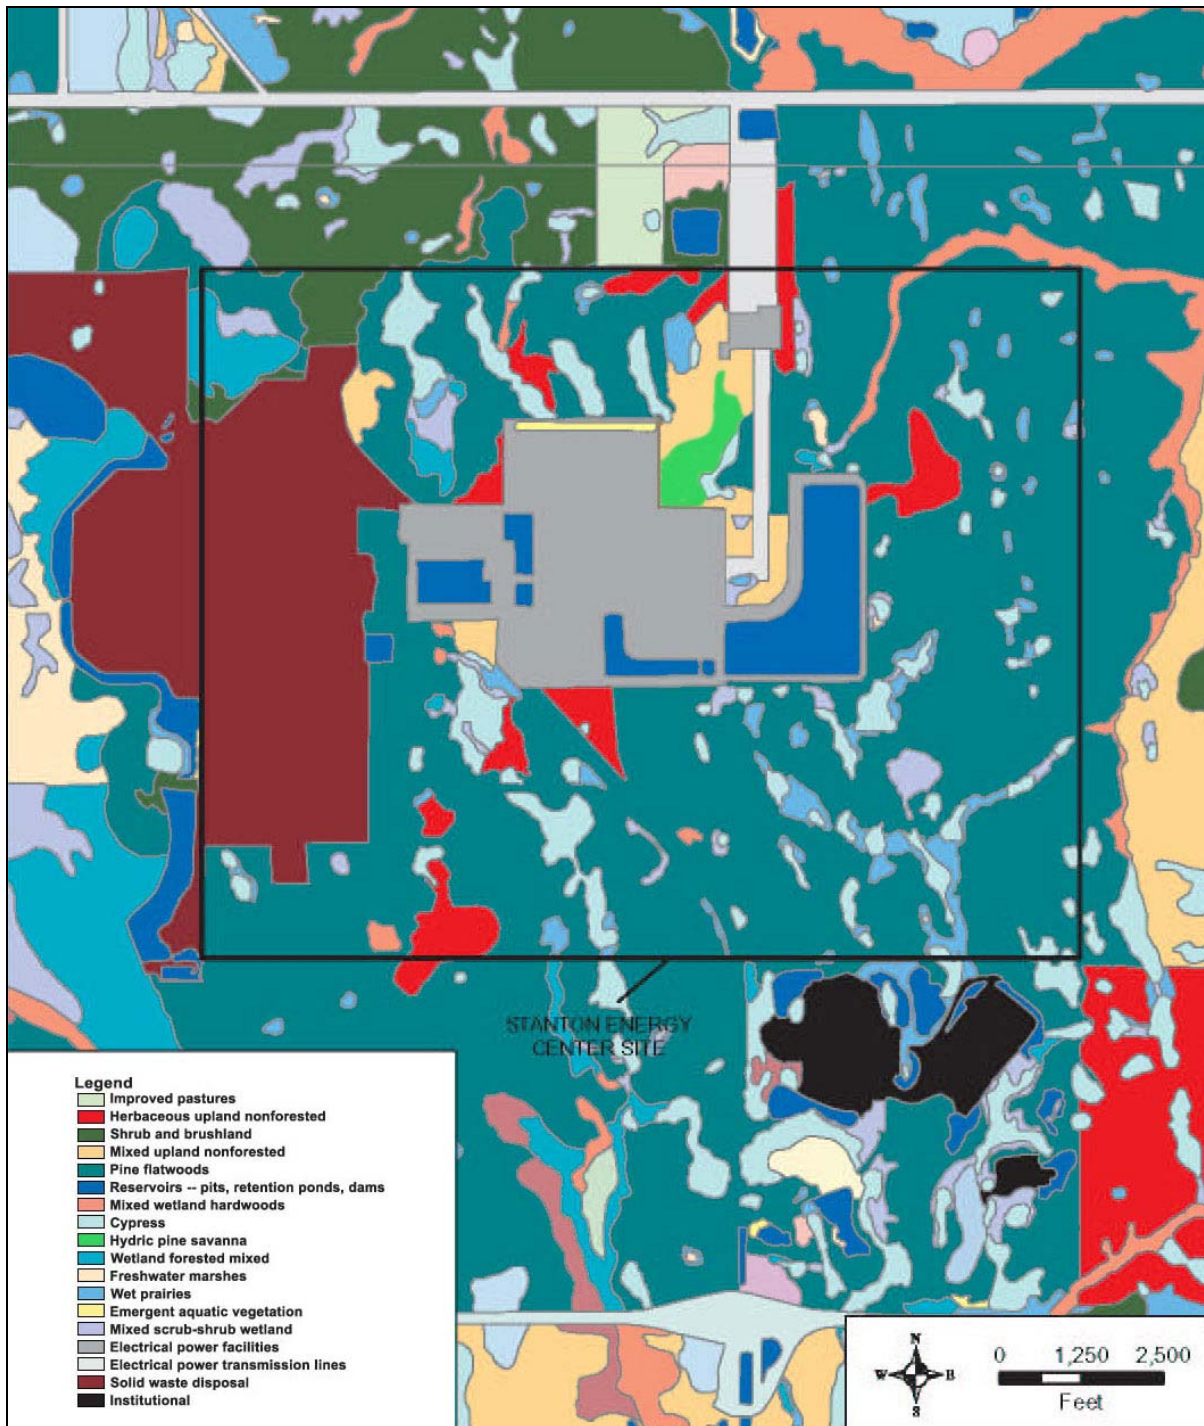 STANTON ENERGY
CENTER SITE
Legend
Improved pastures
Herbaceous upland nonforested
Shrub and brushland
Mixed upland nonforested
Pine flatwoods
Reservoirs -- pits, retention ponds, dams
Mixed wetland hardwoods
Cypress
Hydric pine savanna
Wetland forested mixed
Freshwater marshes
Wet prairies
Emergent aquatic vegetation
Mixed scrub-shrub wetland
Electrical power facilities
Electrical power transmission lines
Solid waste disposal
Institutional
N
W E
S
0 1,250 2,500
Feet